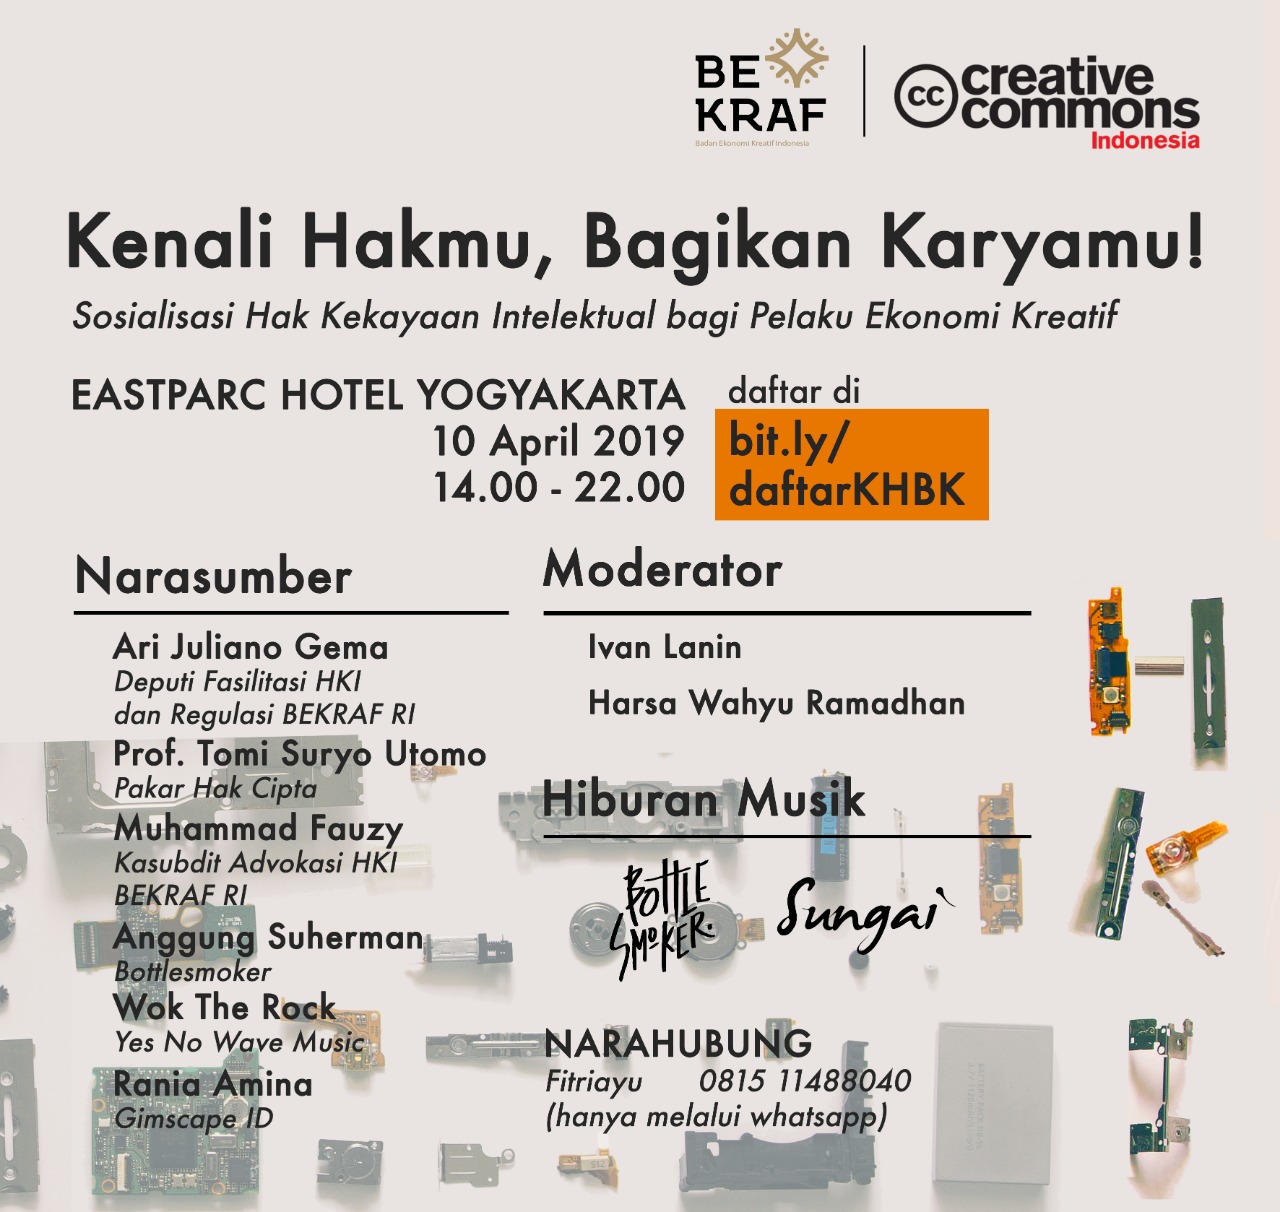 BE
KRAF
Badan Ekonomi Kreatif Indonesia
cc
creative
commons
Indonesia
Kenali Hakmu, Bagikan Karyamu!
Sosialisasi Hak Kekayaan Intelektual bagi Pelaku Ekonomi Kreatif
EASTPARC HOTEL YOGYAKARTA
10 April 2019
14.00 - 22.00
daftar di
bit.ly/
daftarKHBK
Narasumber
Ari Juliano Gema
Deputi Fasilitasi HKI
dan Regulasi BEKRAF RI
Prof. Tomi Suryo Utomo
Pakar Hak Cipta
Muhammad Fauzy
Kasubdit Advokasi HKI
BEKRAF RI
Anggung Suherman
Bottlesmoker
Wok The Rock
Yes No Wave Music
Rania Amina
Gimscape ID
Moderator
Ivan Lanin
Harsa Wahyu Ramadhan
Hiburan Musik
BOTTLE
SMOKER.
Sungai
NARAHUBUNG
Fitriayu 0815 11488040
(hanya melalui whatsapp)